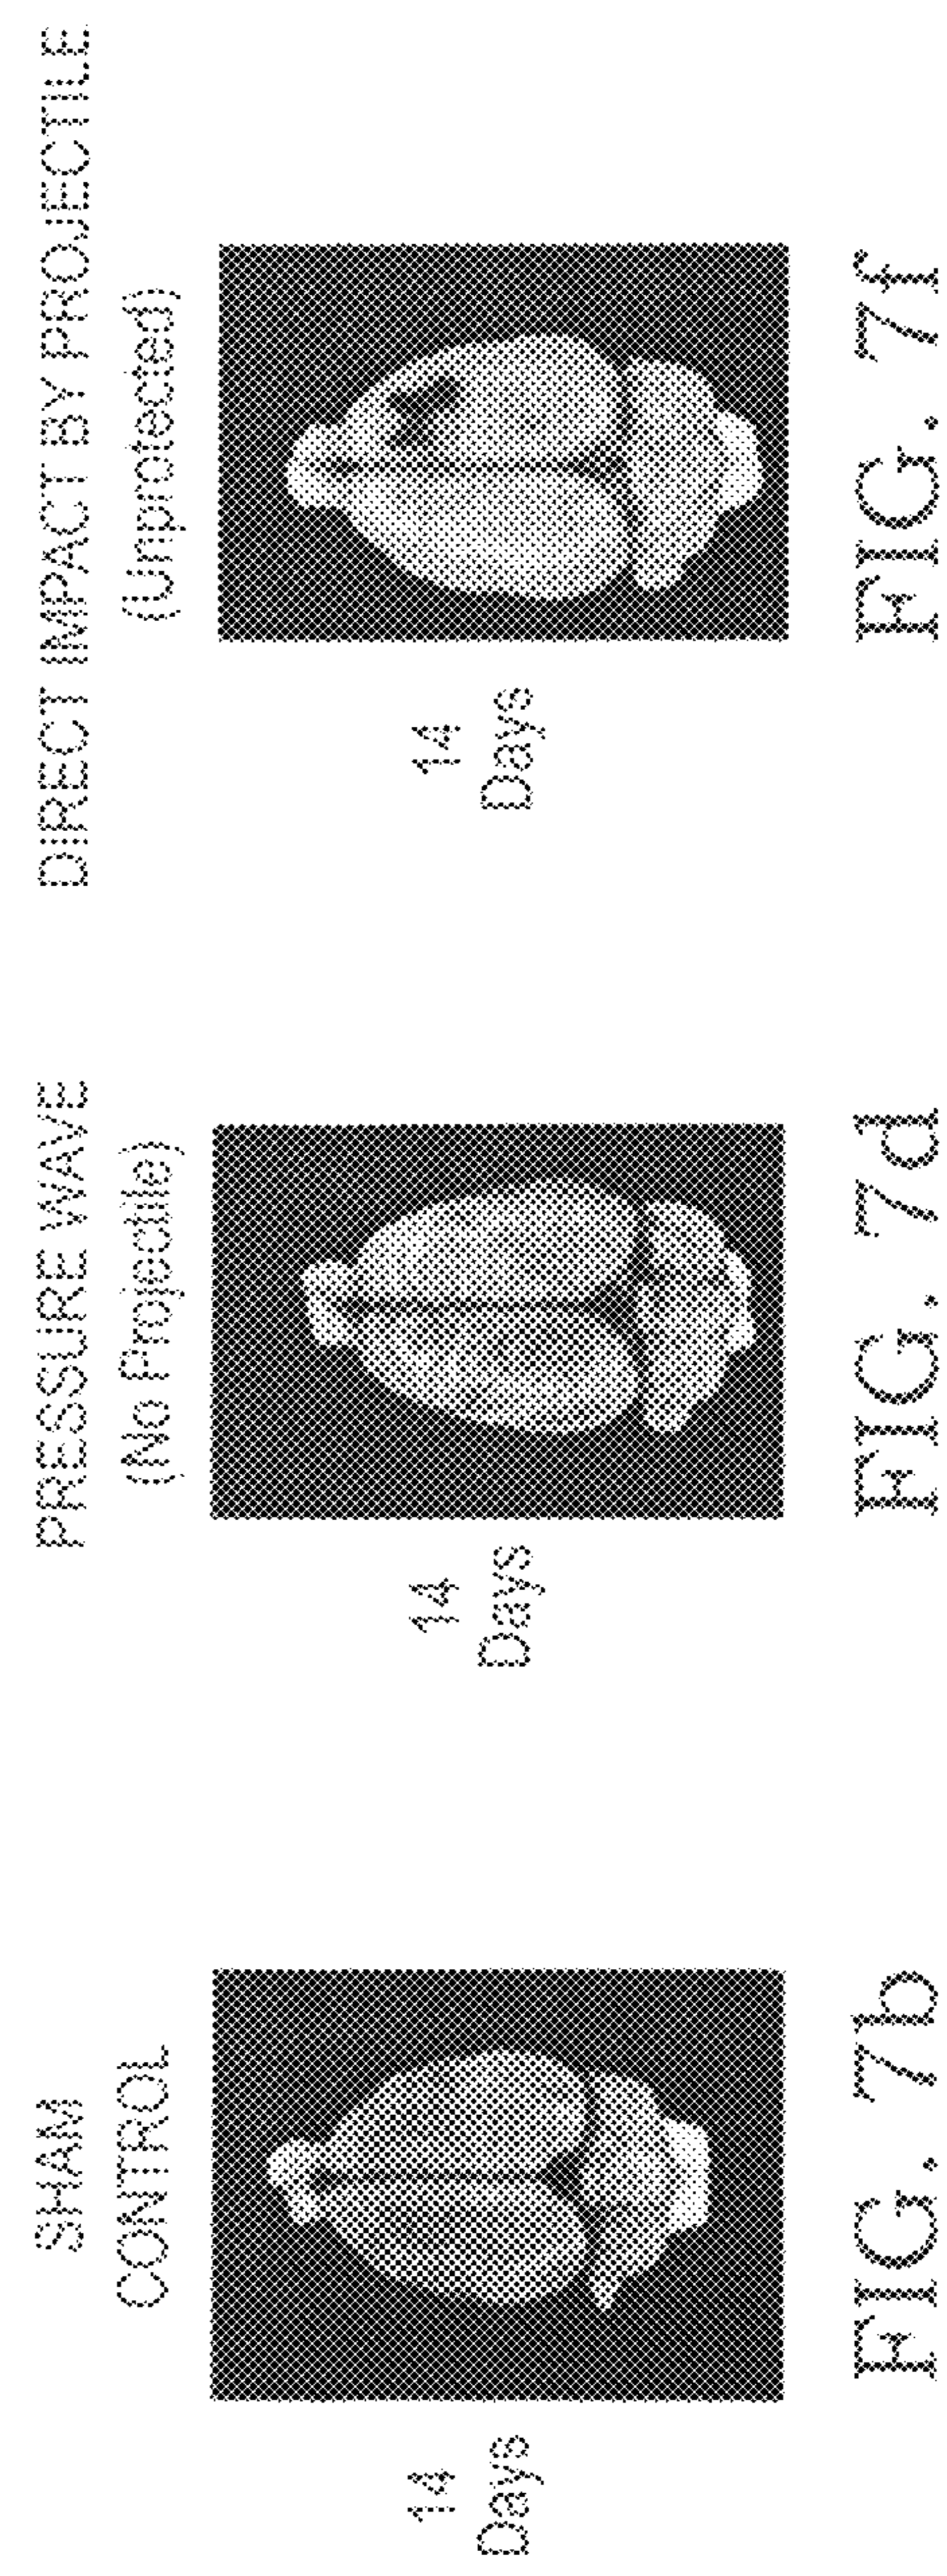 SHAM
CONTROL
14
Days
FIG. 7b
PRESSURE WAVE
(No Projectile)
14
Days
FIG. 7d
DIRECT IMPACT BY PROJECTILE
(Unprotected)
14
Days
FIG. 7f